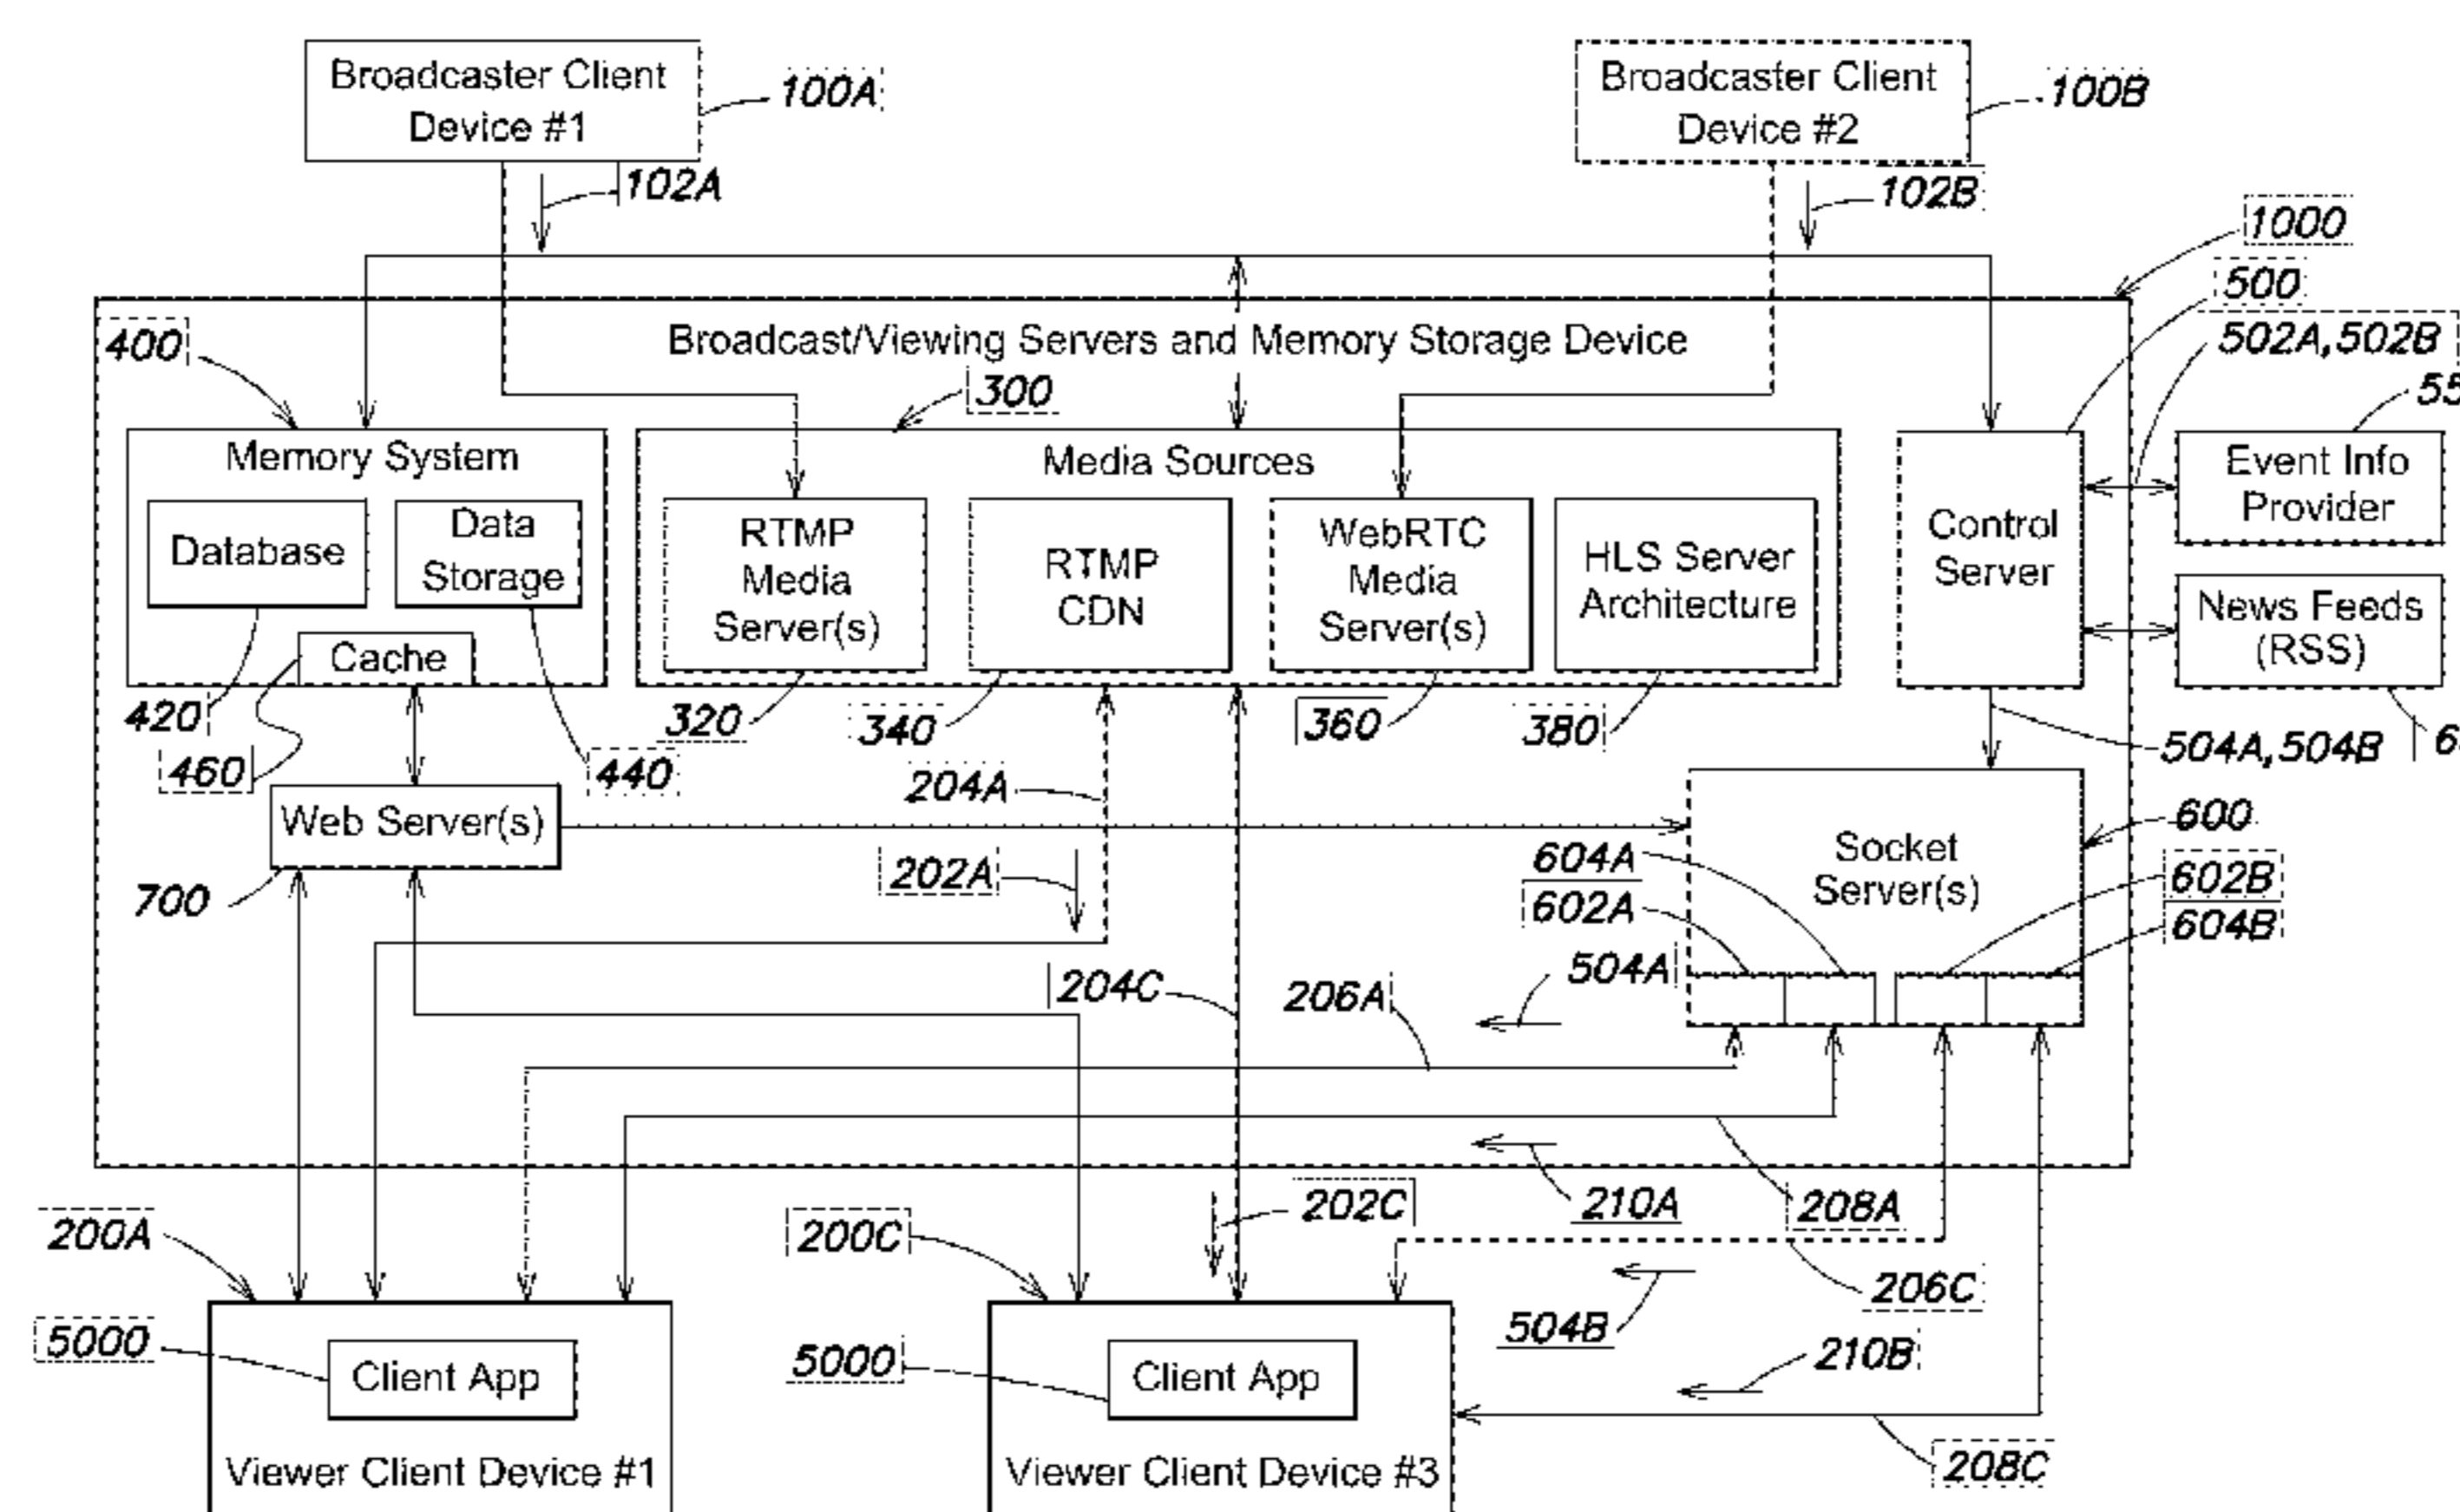 Broadcaster Client
Device #1
100A
Broadcaster Client
Device #2
100B
102A
102B
1000
500
Broadcast/Viewing Servers and Memory Storage Device
400
300
502A,502B
55
Memory System
Database
Data
Storage
Cache
Media Sources
RTMP
Media
Server(s)
RTMP
CDN
WebRTC
Media
Server(s)
HLS Server
Architecture
Control
Server
Event Info
Provider
News Feeds
(RSS)
420
460
440
320
340
360
380
504A,504B
6
204A
Web Server(s)
700
202A
Socket
Server(s)
600
604A
602A
602B
604B
204C
206A
504A
200A
200C
202C
210A
208A
206C
504B
210B
208C
5000
Client App
Viewer Client Device #1
5000
Client App
Viewer Client Device #3